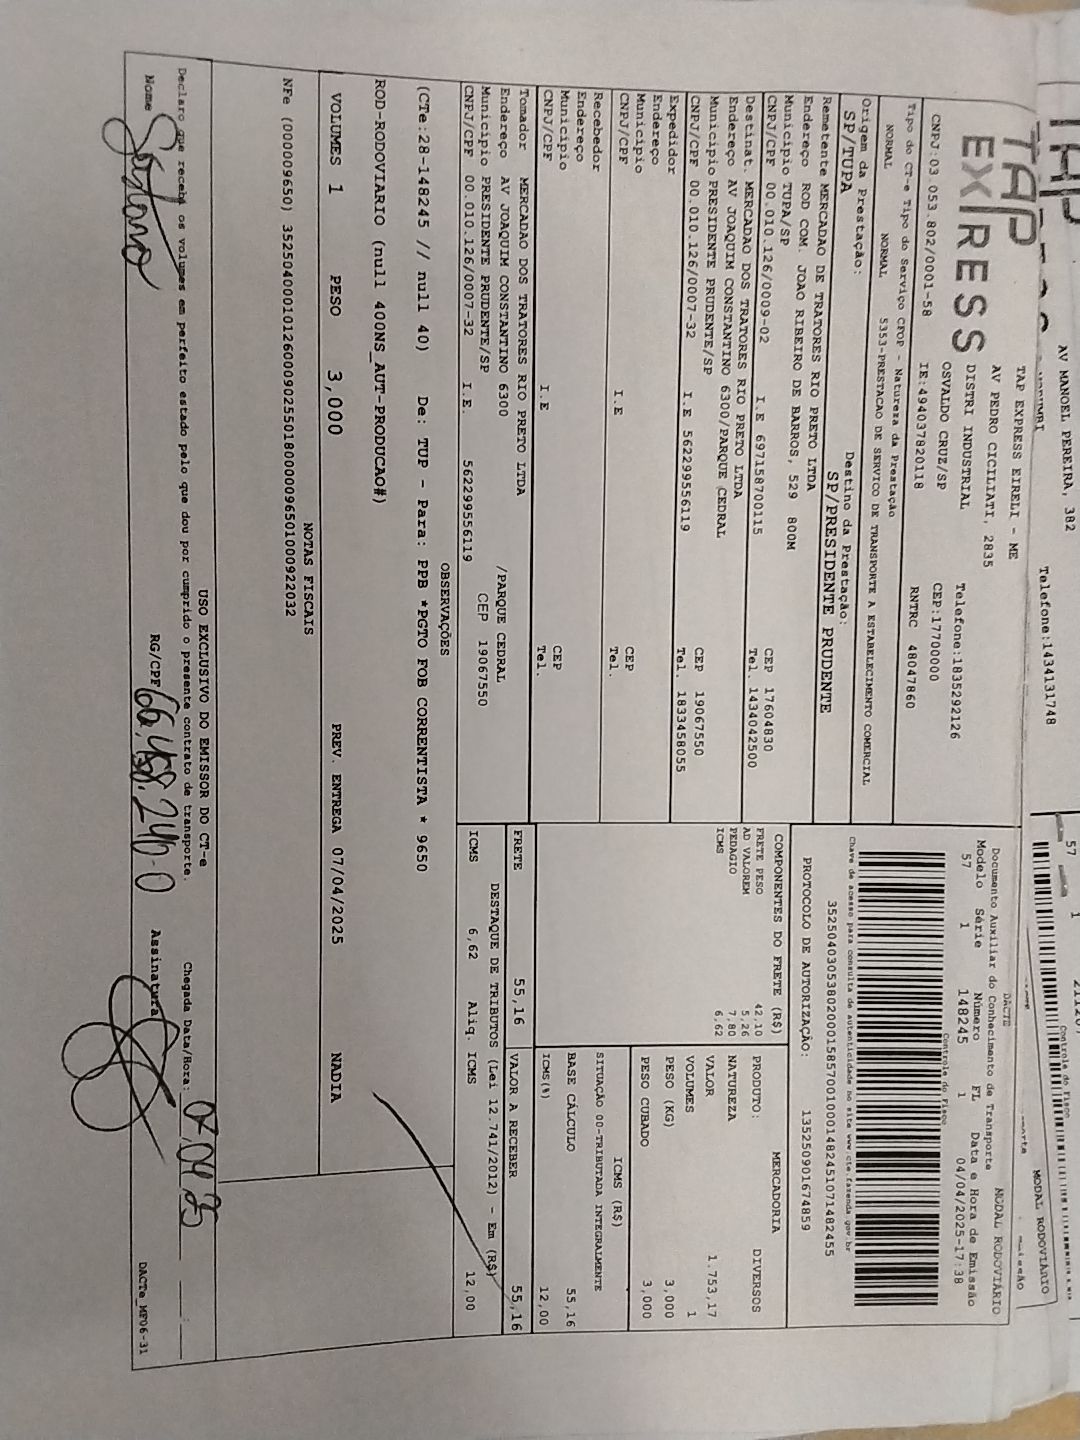 AV MANOEL PEREIRA, 382
Telefone:1434131748
57 1
Controle do Fisco
MODAL RODOVIARIO
TAP
EXPRESS
TAP EXPRESS EIRELI - ME
AV PEDRO CICILIATI, 2835
DISTRI INDUSTRIAL Telefone:1835292126
OSVALDO CRUZ/SP CEP:17700000
CNPJ:03.053.802/0001-58 IE:494037820118 RNTRC 48047860
DACTE MODAL RODOVIÁRIO
Documento Auxiliar do Conhecimento de Transporte
Modelo Série Número FL Data e Hora de Emissão
57 1 148245 1 04/04/2025-17:38
Controle do Fisco
Chave de acesso para consulta de autenticidade no site www.cte.fazenda.gov.br
35250403053802000158570010001482451071482455
PROTOCOLO DE AUTORIZAÇÃO: 135250901674859
Tipo do CT-e Tipo do Serviço CFOP - Natureza da Prestação
NORMAL NORMAL 5353-PRESTACAO DE SERVICO DE TRANSPORTE A ESTABELECIMENTO COMERCIAL
Origem da Prestação: Destino da Prestação:
SP/TUPA SP/PRESIDENTE PRUDENTE
Remetente MERCADAO DE TRATORES RIO PRETO LTDA
Endereço ROD COM. JOAO RIBEIRO DE BARROS, 529 800M
Município TUPA/SP CEP 17604830
CNPJ/CPF 00.010.126/0009-02 I.E 697158700115 Tel. 1434042500
Destinat. MERCADAO DOS TRATORES RIO PRETO LTDA
Endereço AV JOAQUIM CONSTANTINO 6300/PARQUE CEDRAL
Município PRESIDENTE PRUDENTE/SP CEP 19067550
CNPJ/CPF 00.010.126/0007-32 I.E 562299556119 Tel. 1833458055
Expedidor
Endereço
Município CEP
CNPJ/CPF I.E Tel.
Recebedor
Endereço
Município CEP
CNPJ/CPF I.E Tel.
Tomador MERCADAO DOS TRATORES RIO PRETO LTDA
Endereço AV JOAQUIM CONSTANTINO 6300 /PARQUE CEDRAL
Município PRESIDENTE PRUDENTE/SP CEP 19067550
CNPJ/CPF 00.010.126/0007-32 I.E. 562299556119
COMPONENTES DO FRETE (R$)
FRETE PESO 42,10
AD VALOREM 5,26
PEDAGIO 7,80
ICMS 6,62
MERCADORIA
PRODUTO: DIVERSOS
NATUREZA
VALOR 1.753,17
VOLUMES 1
PESO (KG) 3,000
PESO CUBADO 3,000
ICMS (R$)
SITUAÇÃO 00-TRIBUTADA INTEGRALMENTE
BASE CÁLCULO 55,16
ICMS(%) 12,00
FRETE 55,16 VALOR A RECEBER 55,16
DESTAQUE DE TRIBUTOS (Lei 12.741/2012) - Em (R$)
ICMS 6,62 Aliq. ICMS 12,00
OBSERVAÇÕES
(CTe:28-148245 // null 40) De: TUP - Para: PPB *PGTO FOB CORRENTISTA * 9650
ROD-RODOVIARIO (null 400NS_AUT-PRODUCAO#)
VOLUMES 1 PESO 3,000 PREV. ENTREGA 07/04/2025 NADIA
NOTAS FISCAIS
NFe (000009650) 35250400010126000902550180000096501000922032
USO EXCLUSIVO DO EMISSOR DO CT-e
Declaro que recebi os volumes em perfeito estado pelo que dou por cumprido o presente contrato de transporte. Chegada Data/Hora: 07.04.25
Nome RG/CPF 66.458.246-0 Assinatura DACTe_MP06-31